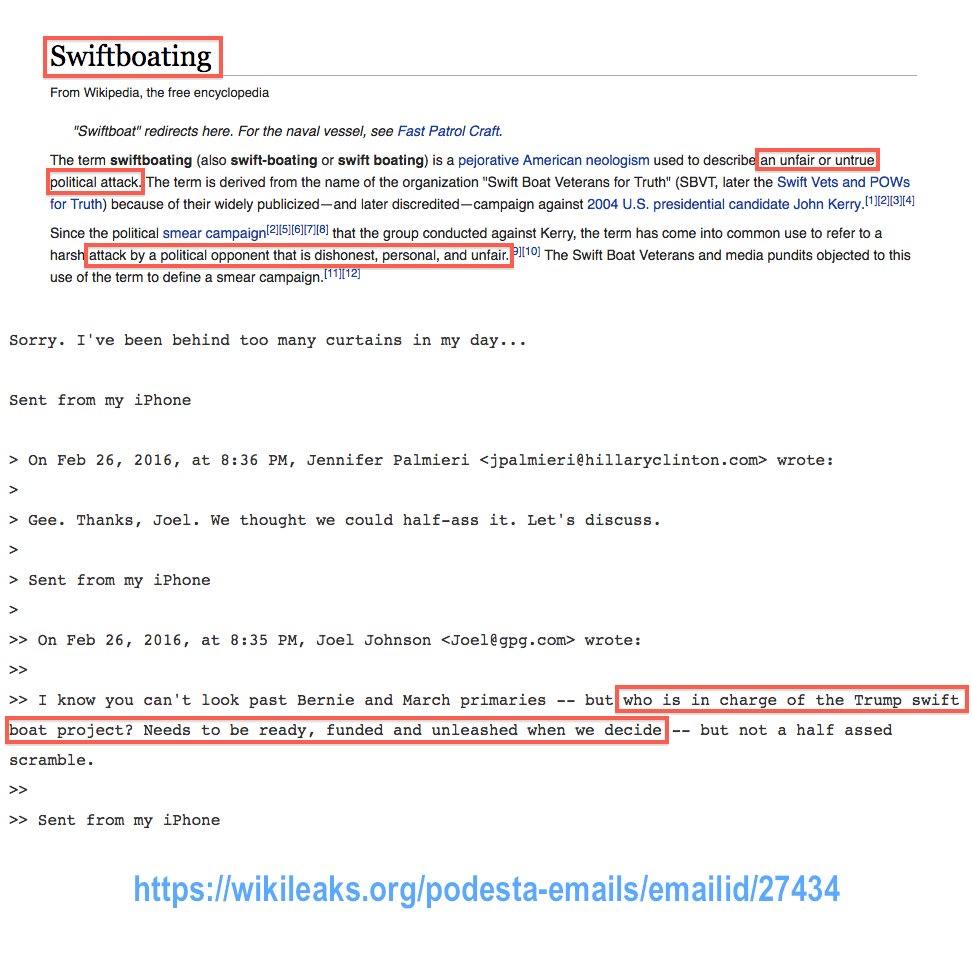 Swiftboating
From Wikipedia, the free encyclopedia
"Swiftboat" redirects here. For the naval vessel, see Fast Patrol Craft.
The term swiftboating (also swift-boating or swift boating) is a pejorative American neologism used to describe an unfair or untrue
political attack. The term is derived from the name of the organization "Swift Boat Veterans for Truth" (SBVT, later the Swift Vets and POWs
for Truth) because of their widely publicized—and later discredited—campaign against 2004 U.S. presidential candidate John Kerry.[1][2][3][4]
Since the political smear campaign[2][5][6][7][8] that the group conducted against Kerry, the term has come into common use to refer to a
harsh attack by a political opponent that is dishonest, personal, and unfair.9][10] The Swift Boat Veterans and media pundits objected to this
use of the term to define a smear campaign.[11][12]
Sorry. I've been behind too many curtains in my day...
Sent from my iPhone
> On Feb 26, 2016, at 8:36 PM, Jennifer Palmieri <jpalmieri@hillaryclinton.com> wrote:
>
> Gee. Thanks, Joel. We thought we could half-ass it. Let's discuss.
>
> Sent from my iPhone
>
>> On Feb 26, 2016, at 8:35 PM, Joel Johnson <Joel@gpg.com> wrote:
>>
>> I know you can't look past Bernie and March primaries -- but who is in charge of the Trump swift
boat project? Needs to be ready, funded and unleashed when we decide -- but not a half assed
scramble.
>>
>> Sent from my iPhone
https://wikileaks.org/podesta-emails/emailid/27434